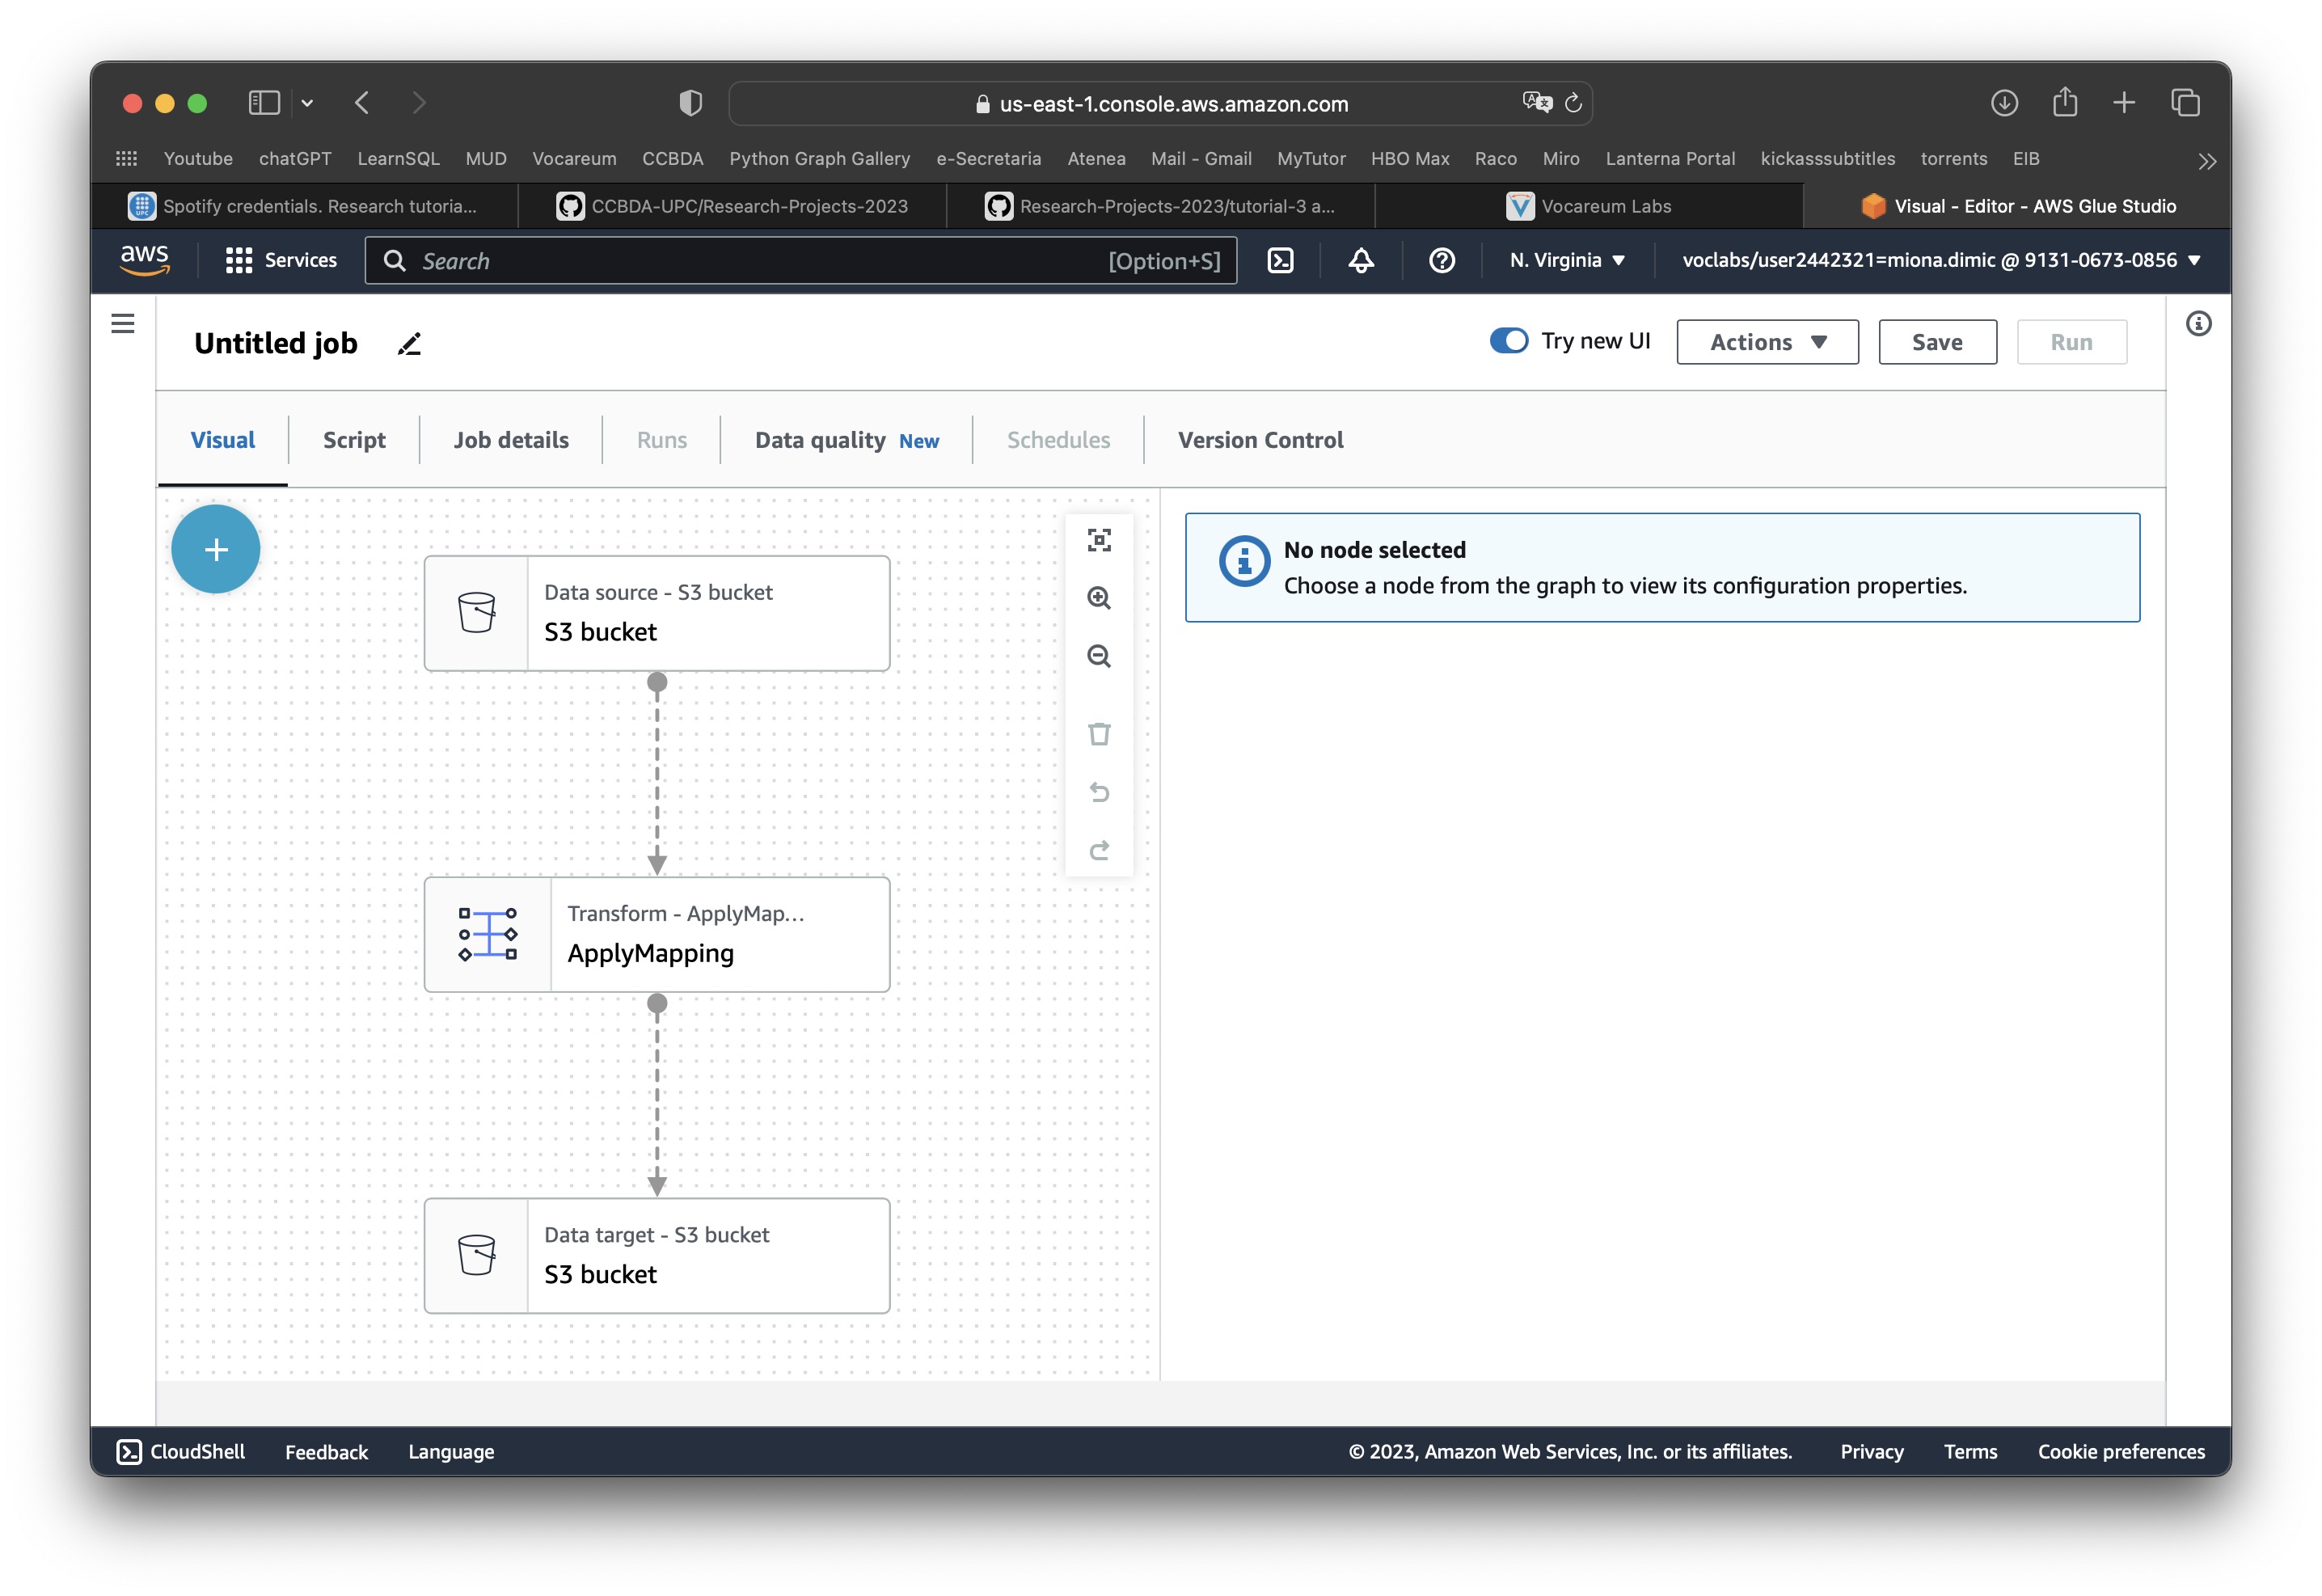 us-east-1.console.aws.amazon.com
Youtube chatGPT LearnSQL MUD Vocareum CCBDA Python Graph Gallery e-Secretaria Atenea Mail - Gmail MyTutor HBO Max Raco Miro Lanterna Portal kickasssubtitles torrents EIB
Spotify credentials. Research tutoria... CCBDA-UPC/Research-Projects-2023 Research-Projects-2023/tutorial-3 a... Vocareum Labs Visual - Editor - AWS Glue Studio
aws Services Search [Option+S] N. Virginia voclabs/user2442321=miona.dimic @ 9131-0673-0856
Untitled job Try new UI Actions Save Run
Visual Script Job details Runs Data quality New Schedules Version Control
No node selected
Choose a node from the graph to view its configuration properties.
Data source - S3 bucket
S3 bucket
Transform - ApplyMap...
ApplyMapping
Data target - S3 bucket
S3 bucket
CloudShell Feedback Language © 2023, Amazon Web Services, Inc. or its affiliates. Privacy Terms Cookie preferences